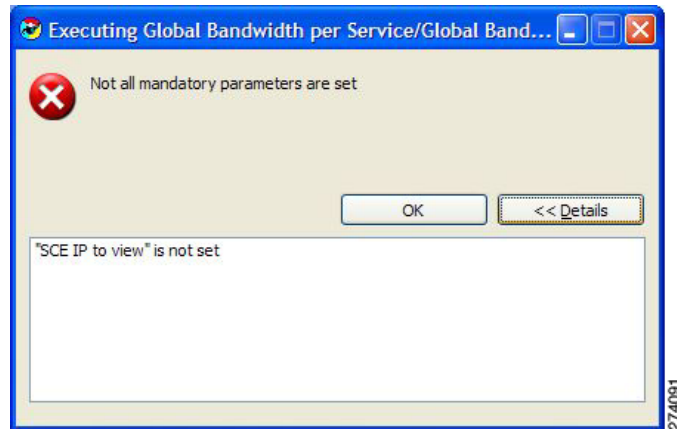 Executing Global Bandwidth per Service/Global Band...
Not all mandatory parameters are set
OK
<< Details
"SCE IP to view" is not set
274091